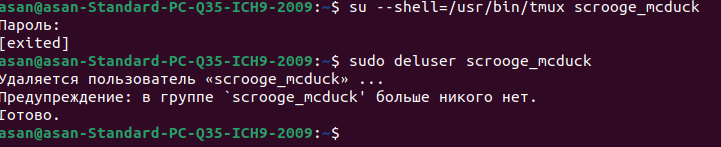 asan@asan-Standard-PC-Q35-ICH9-2009:~$ su --shell=/usr/bin/tmux scrooge_mcduck
Пароль:
[exited]
asan@asan-Standard-PC-Q35-ICH9-2009:~$ sudo deluser scrooge_mcduck
Удаляется пользователь «scrooge_mcduck» ...
Предупреждение: в группе `scrooge_mcduck' больше никого нет.
Готово.
asan@asan-Standard-PC-Q35-ICH9-2009:~$